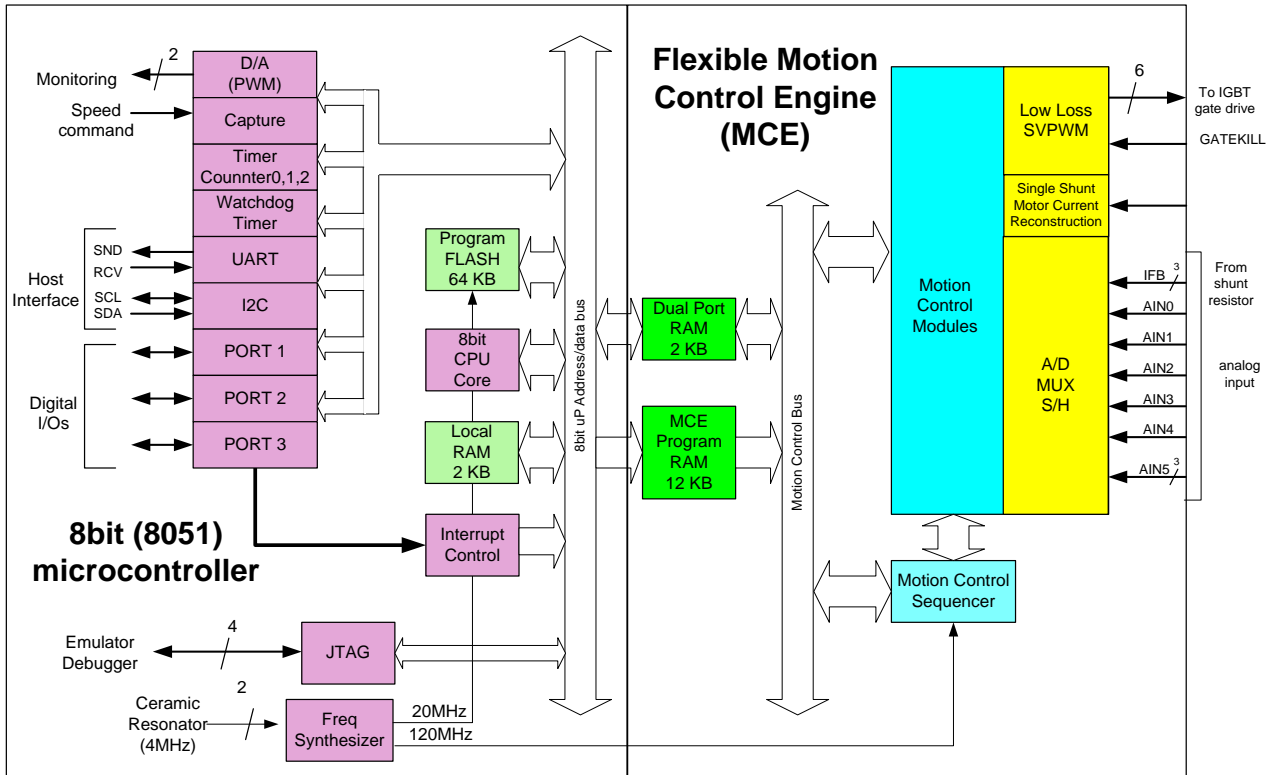 2
Monitoring
Speed
command
D/A
(PWM)
Capture
Timer
Counnter0,1,2
Watchdog
Timer
UART
I2C
PORT 1
PORT 2
PORT 3
SND
RCV
SCL
SDA
Host
Interface
Digital
I/Os
8bit (8051)
microcontroller
Program
FLASH
64 KB
8bit
CPU
Core
Local
RAM
2 KB
Interrupt
Control
Emulator
Debugger
4
JTAG
Ceramic
Resonator
(4MHz)
2
Freq
Synthesizer
20MHz
120MHz
8bit uP Address/data bus
Flexible Motion
Control Engine
(MCE)
Dual Port
RAM
2 KB
MCE
Program
RAM
12 KB
Motion Control Bus
Motion
Control
Modules
Low Loss
SVPWM
Single Shunt
Motor Current
Reconstruction
A/D
MUX
S/H
Motion Control
Sequencer
6
To IGBT
gate drive
GATEKILL
IFB
3
AIN0
AIN1
AIN2
AIN3
AIN4
AIN5
3
From
shunt
resistor
analog
input